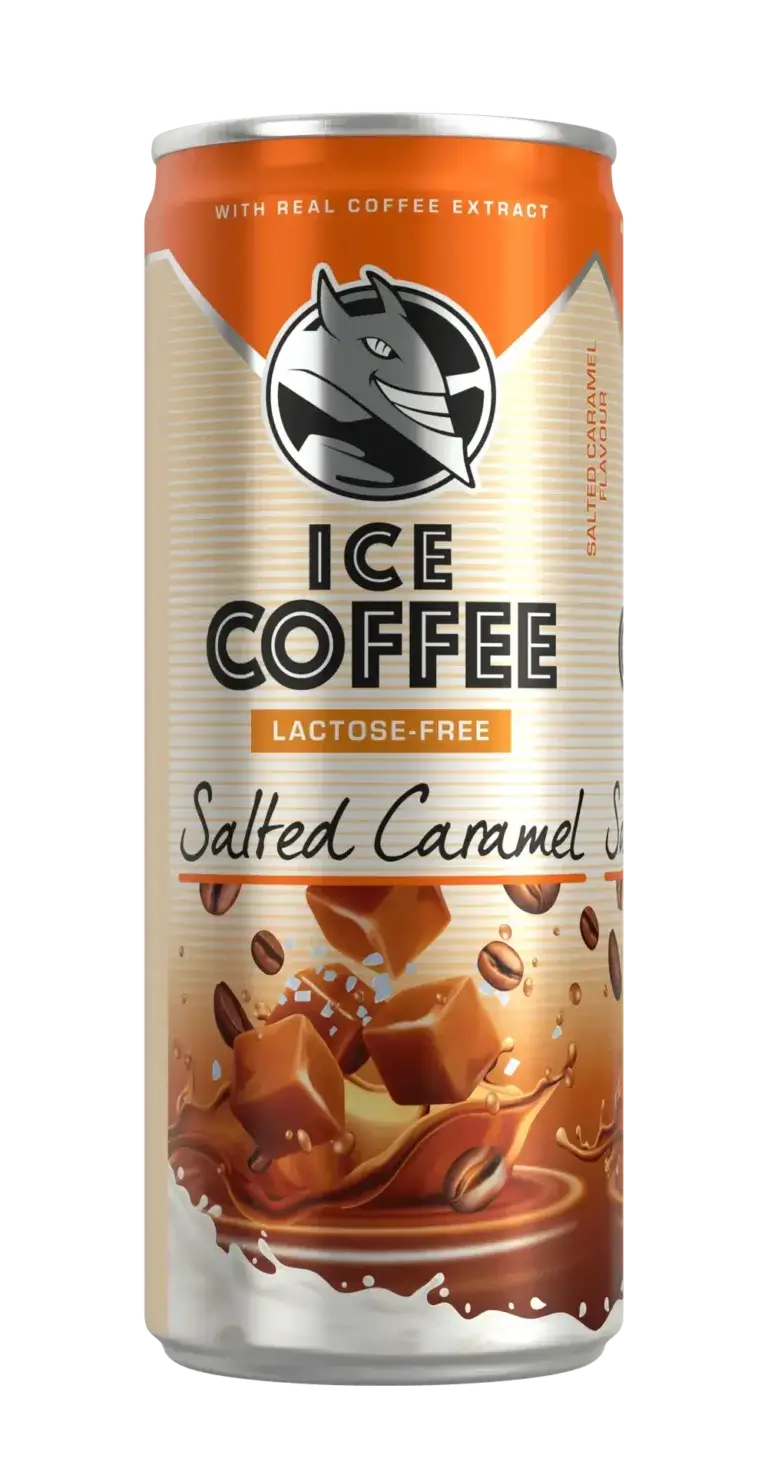 WITH REAL COFFEE EXTRACT
SALTED CARAMEL
FLAVOUR
ICE
COFFEE
LACTOSE-FREE
Salted Caramel